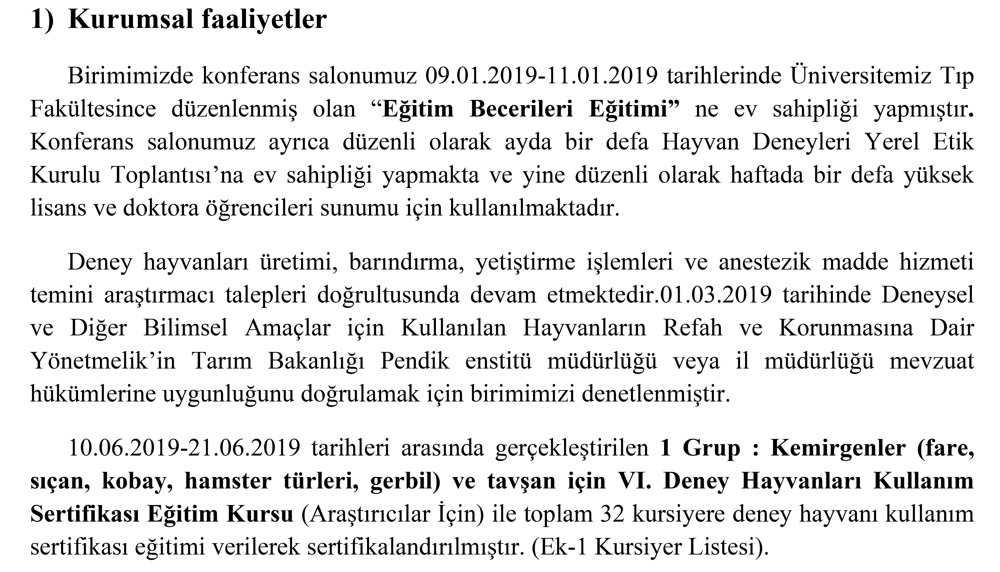 1) Kurumsal faaliyetler
Birimimizde konferans salonumuz 09.01.2019-11.01.2019 tarihlerinde Üniversitemiz Tıp
Fakültesince düzenlenmiş olan “Eğitim Becerileri Eğitimi” ne ev sahipliği yapmıştır.
Konferans salonumuz ayrıca düzenli olarak ayda bir defa Hayvan Deneyleri Yerel Etik
Kurulu Toplantısı’na ev sahipliği yapmakta ve yine düzenli olarak haftada bir defa yüksek
lisans ve doktora öğrencileri sunumu için kullanılmaktadır.
Deney hayvanları üretimi, barındırma, yetiştirme işlemleri ve anestezik madde hizmeti
temini araştırmacı talepleri doğrultusunda devam etmektedir.01.03.2019 tarihinde Deneysel
ve Diğer Bilimsel Amaçlar için Kullanılan Hayvanların Refah ve Korunmasına Dair
Yönetmelik’in Tarım Bakanlığı Pendik enstitü müdürlüğü veya il müdürlüğü mevzuat
hükümlerine uygunluğunu doğrulamak için birimimizi denetlenmiştir.
10.06.2019-21.06.2019 tarihleri arasında gerçekleştirilen 1 Grup : Kemirgenler (fare,
sıçan, kobay, hamster türleri, gerbil) ve tavşan için VI. Deney Hayvanları Kullanım
Sertifikası Eğitim Kursu (Araştırıcılar İçin) ile toplam 32 kursiyere deney hayvanı kullanım
sertifikası eğitimi verilerek sertifikalandırılmıştır. (Ek-1 Kursiyer Listesi).